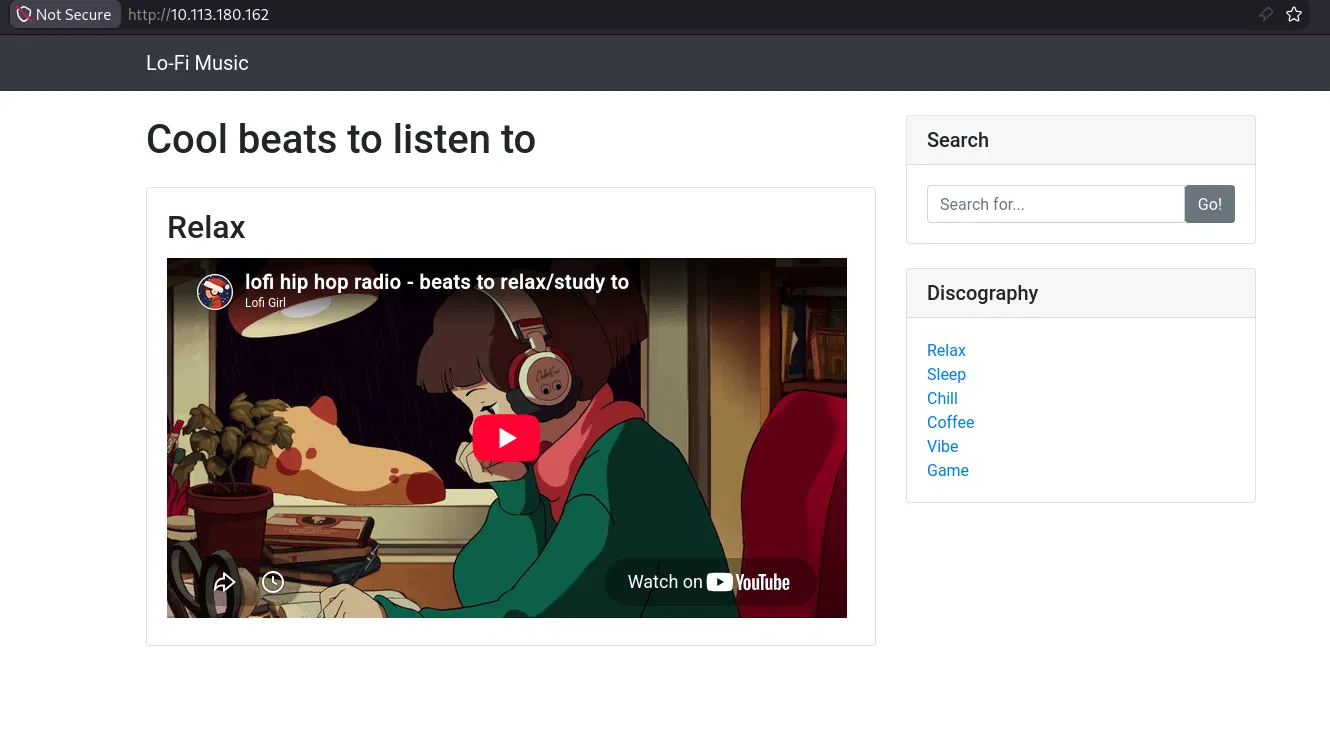 Not Secure http://10.113.180.162
Lo-Fi Music
Cool beats to listen to
Relax
lofi hip hop radio - beats to relax/study to
Lofi Girl
Watch on YouTube
Search
Search for... Go!
Discography
Relax
Sleep
Chill
Coffee
Vibe
Game